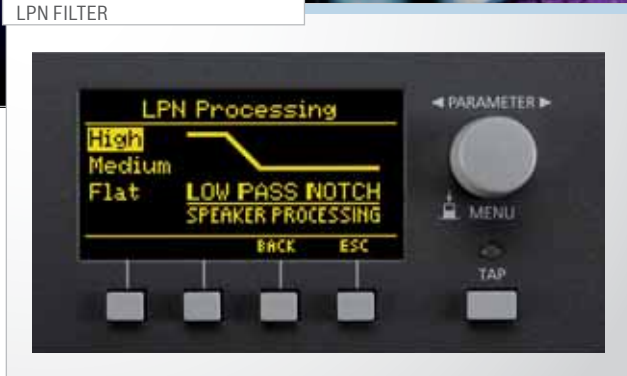 LPN FILTER
LPN Processing
High
Medium
Flat
LOW PASS NOTCH
SPEAKER PROCESSING
BACK ESC
◄ PARAMETER ►
MENU
TAP